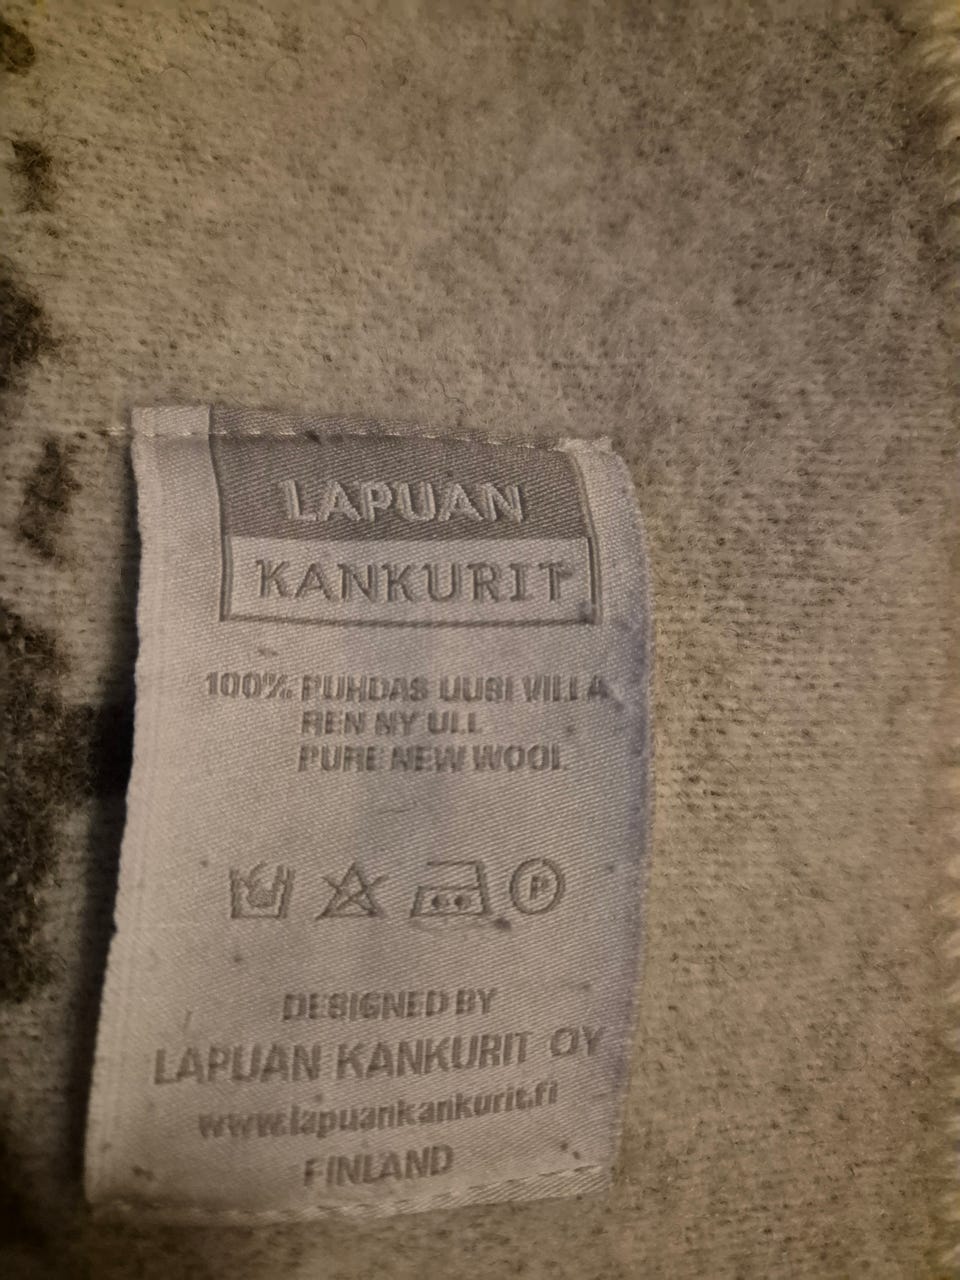 LAPUAN
KANKURIT
100% PUHDAS UUSI VILLA
REN NY ULL
PURE NEW WOOL
P
DESIGNED BY
LAPUAN KANKURIT OY
www.lapuankankurit.fi
FINLAND